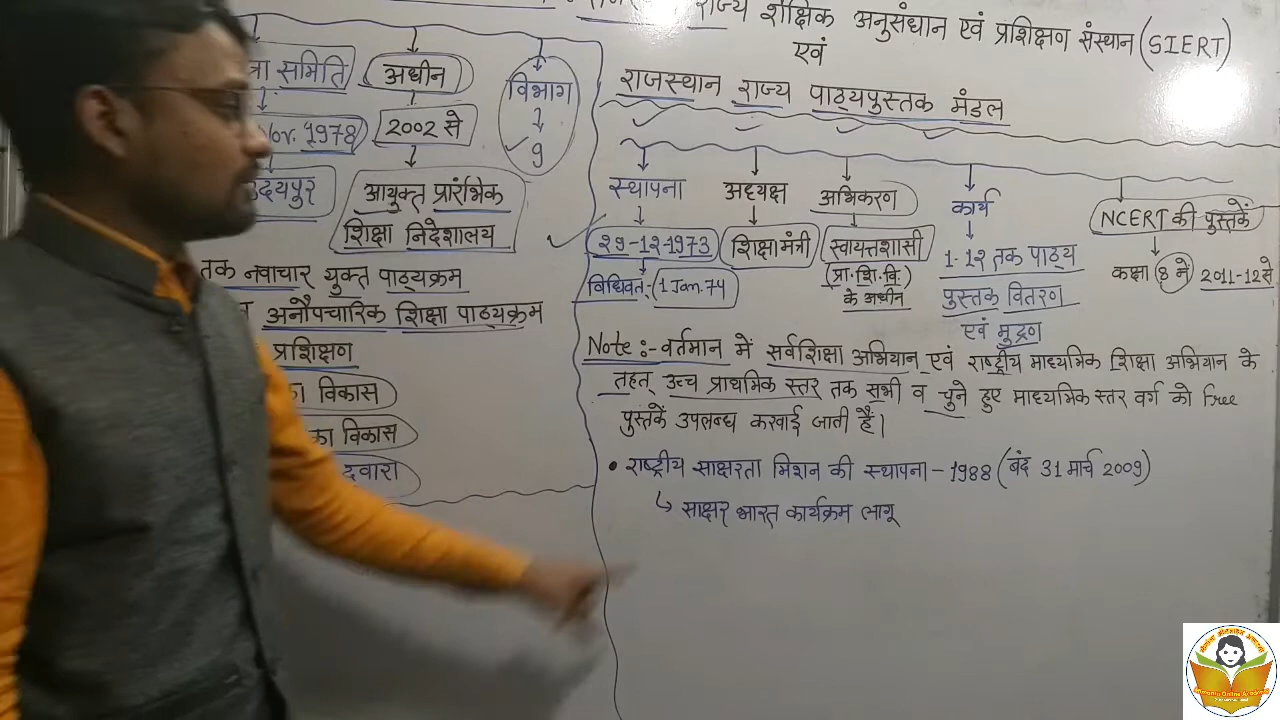 राज्य शैक्षिक अनुसंधान एवं प्रशिक्षण संस्थान (SIERT)
एवं
राजस्थान राज्य पाठ्यपुस्तक मंडल
समिति
अधीन
विभाग
Nov. 1978
2002 से
7
9
उदयपुर
आयुक्त प्रारंभिक
शिक्षा निदेशालय
तक नवाचार युक्त पाठ्यक्रम
अनौपचारिक शिक्षा पाठ्यक्रम
प्रशिक्षण
का विकास
का विकास
द्वारा
स्थापना
अध्यक्ष
अभिकरण
कार्य
NCERT की पुस्तकें
29-12-1973
शिक्षा मंत्री
स्वायत्तशासी
1-12 तक पाठ्य
कक्षा 8 में 2011-12 से
विधिवत - 1 Jan. 74
(प्रा. शि. वि.)
के अधीन
पुस्तक वितरण
एवं मुद्रण
Note :- वर्तमान में सर्वशिक्षा अभियान एवं राष्ट्रीय माध्यमिक शिक्षा अभियान के
तहत् उच्च प्राथमिक स्तर तक सभी व चुने हुए माध्यमिक स्तर वर्ग को Free
पुस्तकें उपलब्ध करवाई जाती हैं।
• राष्ट्रीय साक्षरता मिशन की स्थापना - 1988 (बंद 31 मार्च 2009)
↳ साक्षर भारत कार्यक्रम लागू